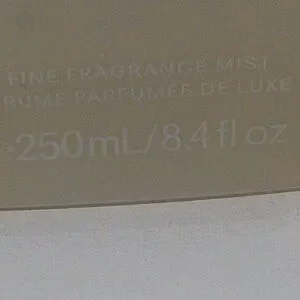 FINE FRAGRANCE MIST
BRUME PARFUMÉE DE LUXE
℮250mL/8.4fl oz